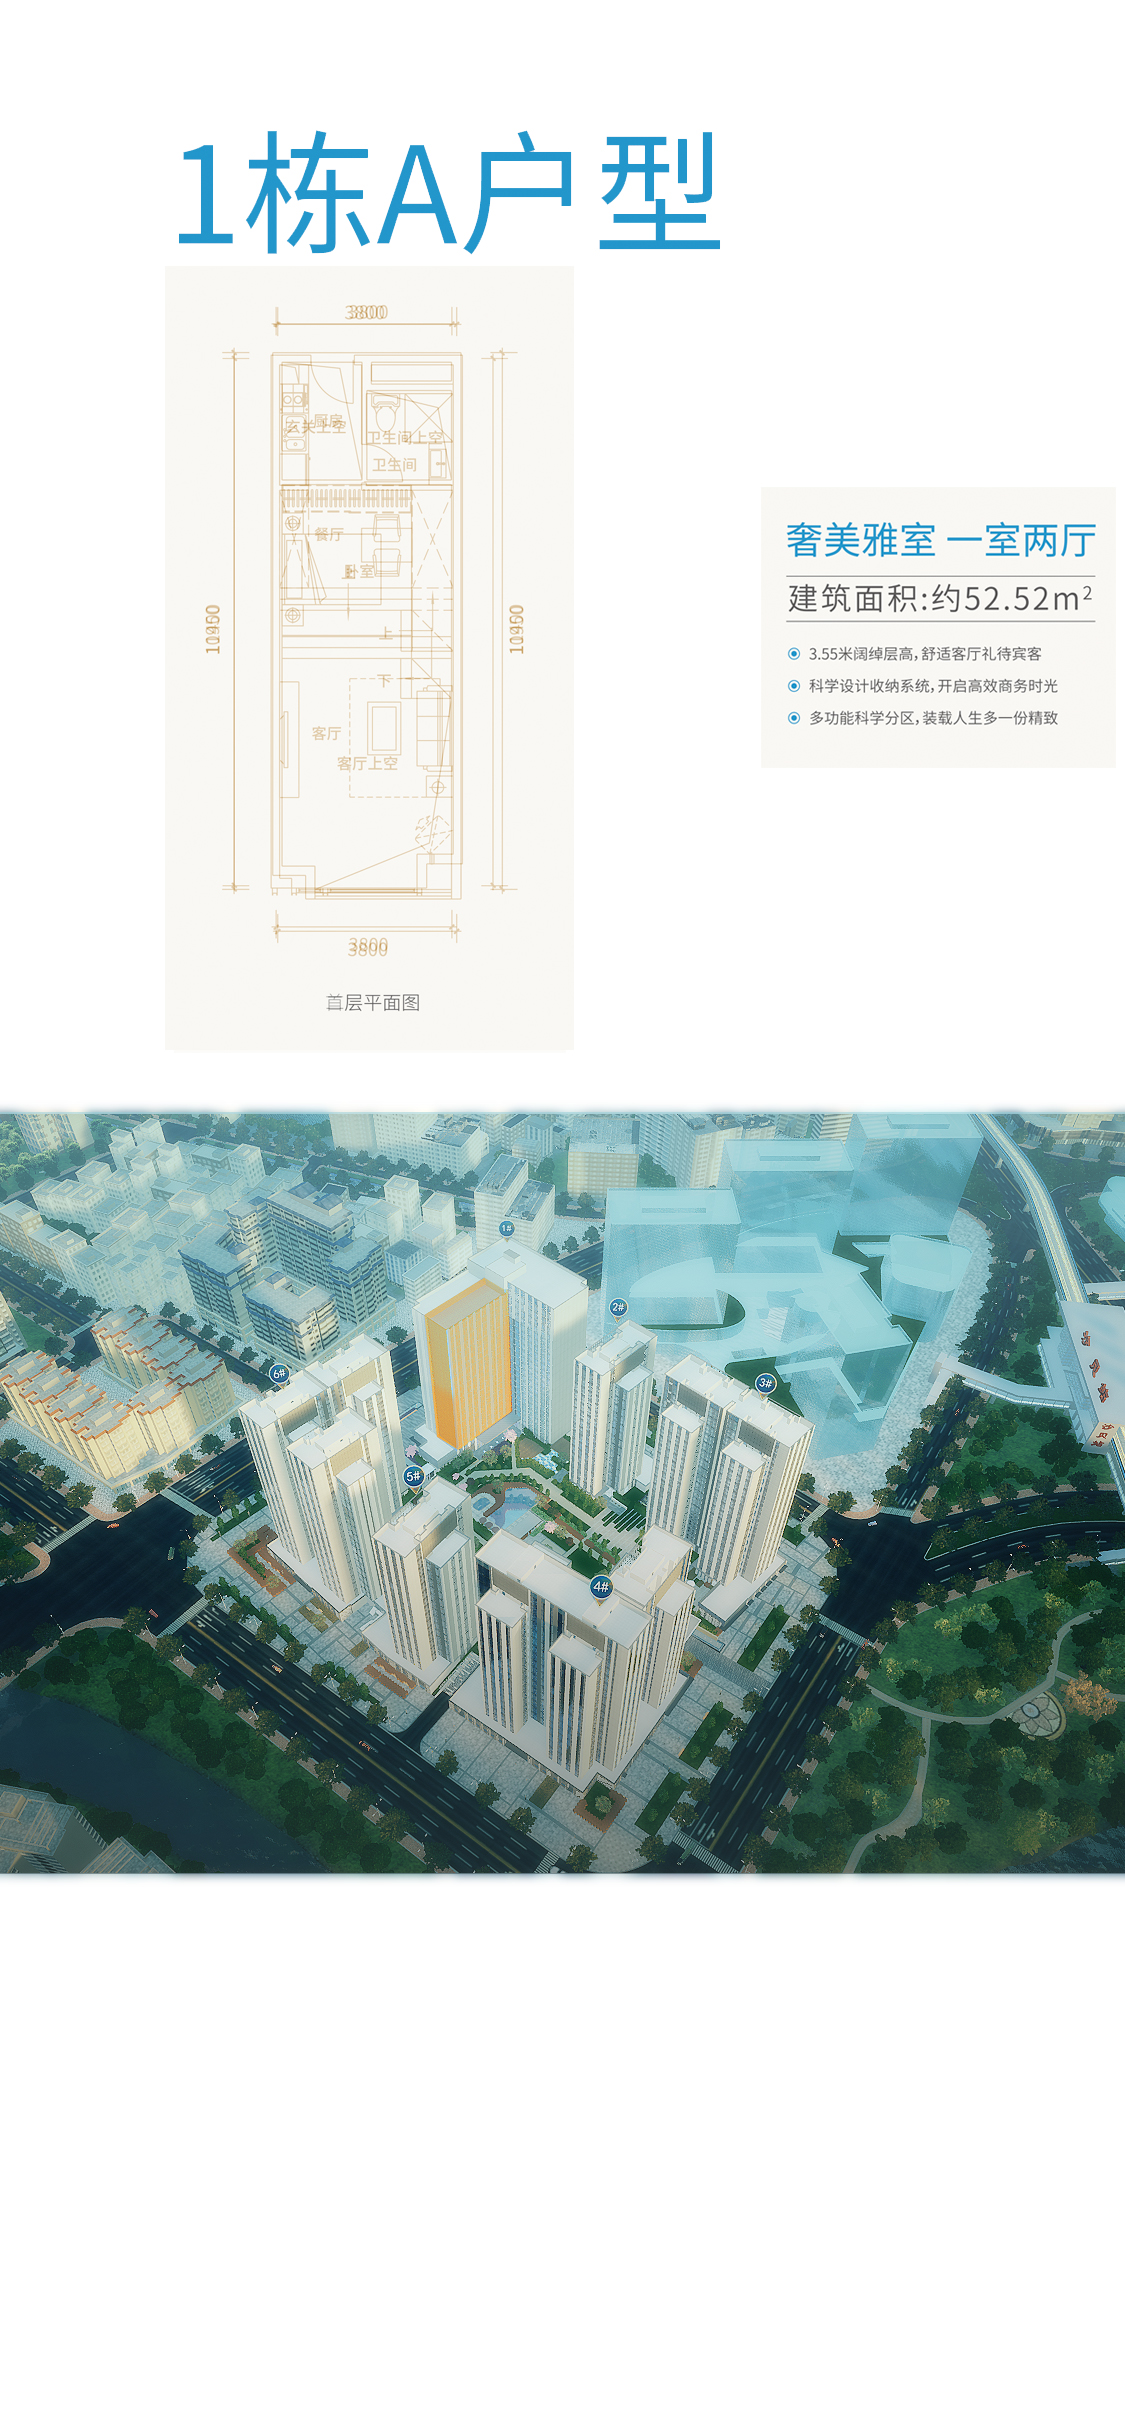 1栋A户型
3800
玄关上空
厨房
卫生间上空
卫生间
餐厅
卧室
上
下
客厅
客厅上空
3800
首层平面图
奢美雅室 一室两厅
建筑面积:约52.52m²
3.55米阔绰层高,舒适客厅礼待宾客
科学设计收纳系统,开启高效商务时光
多功能科学分区,装载人生多一份精致
1#
2#
6#
3#
5#
4#